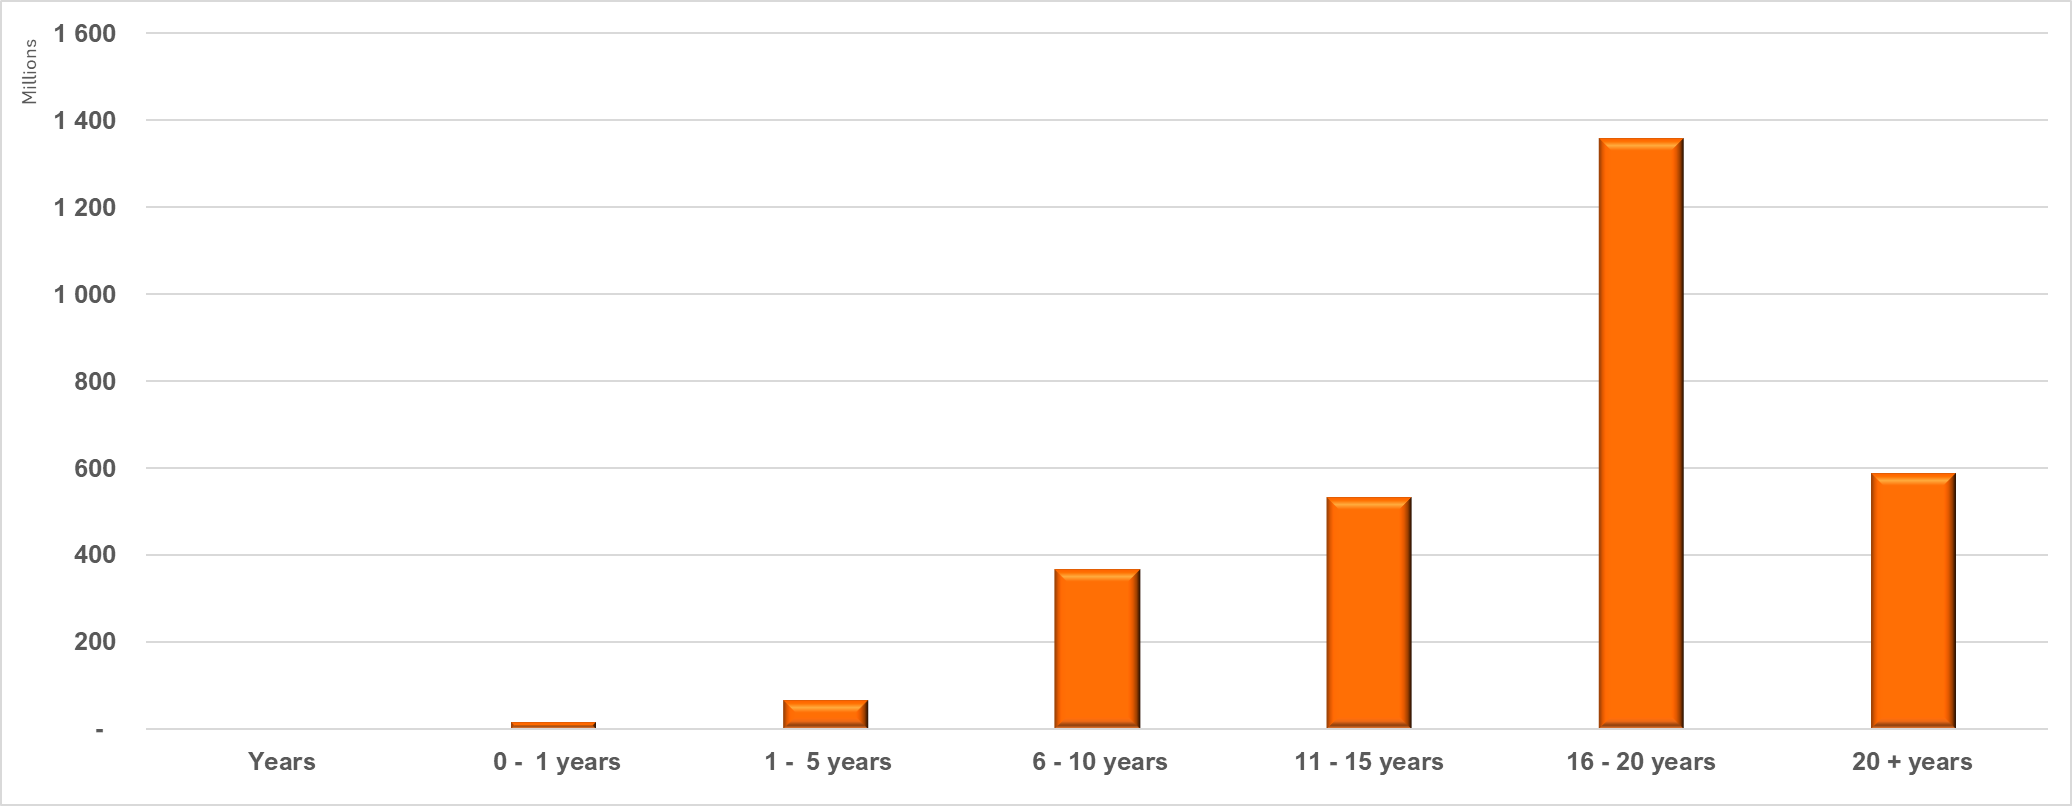 Millions
1 600
1 400
1 200
1 000
800
600
400
200
-
Years
0 -  1 years
1 -  5 years
6 - 10 years
11 - 15 years
16 - 20 years
20 + years